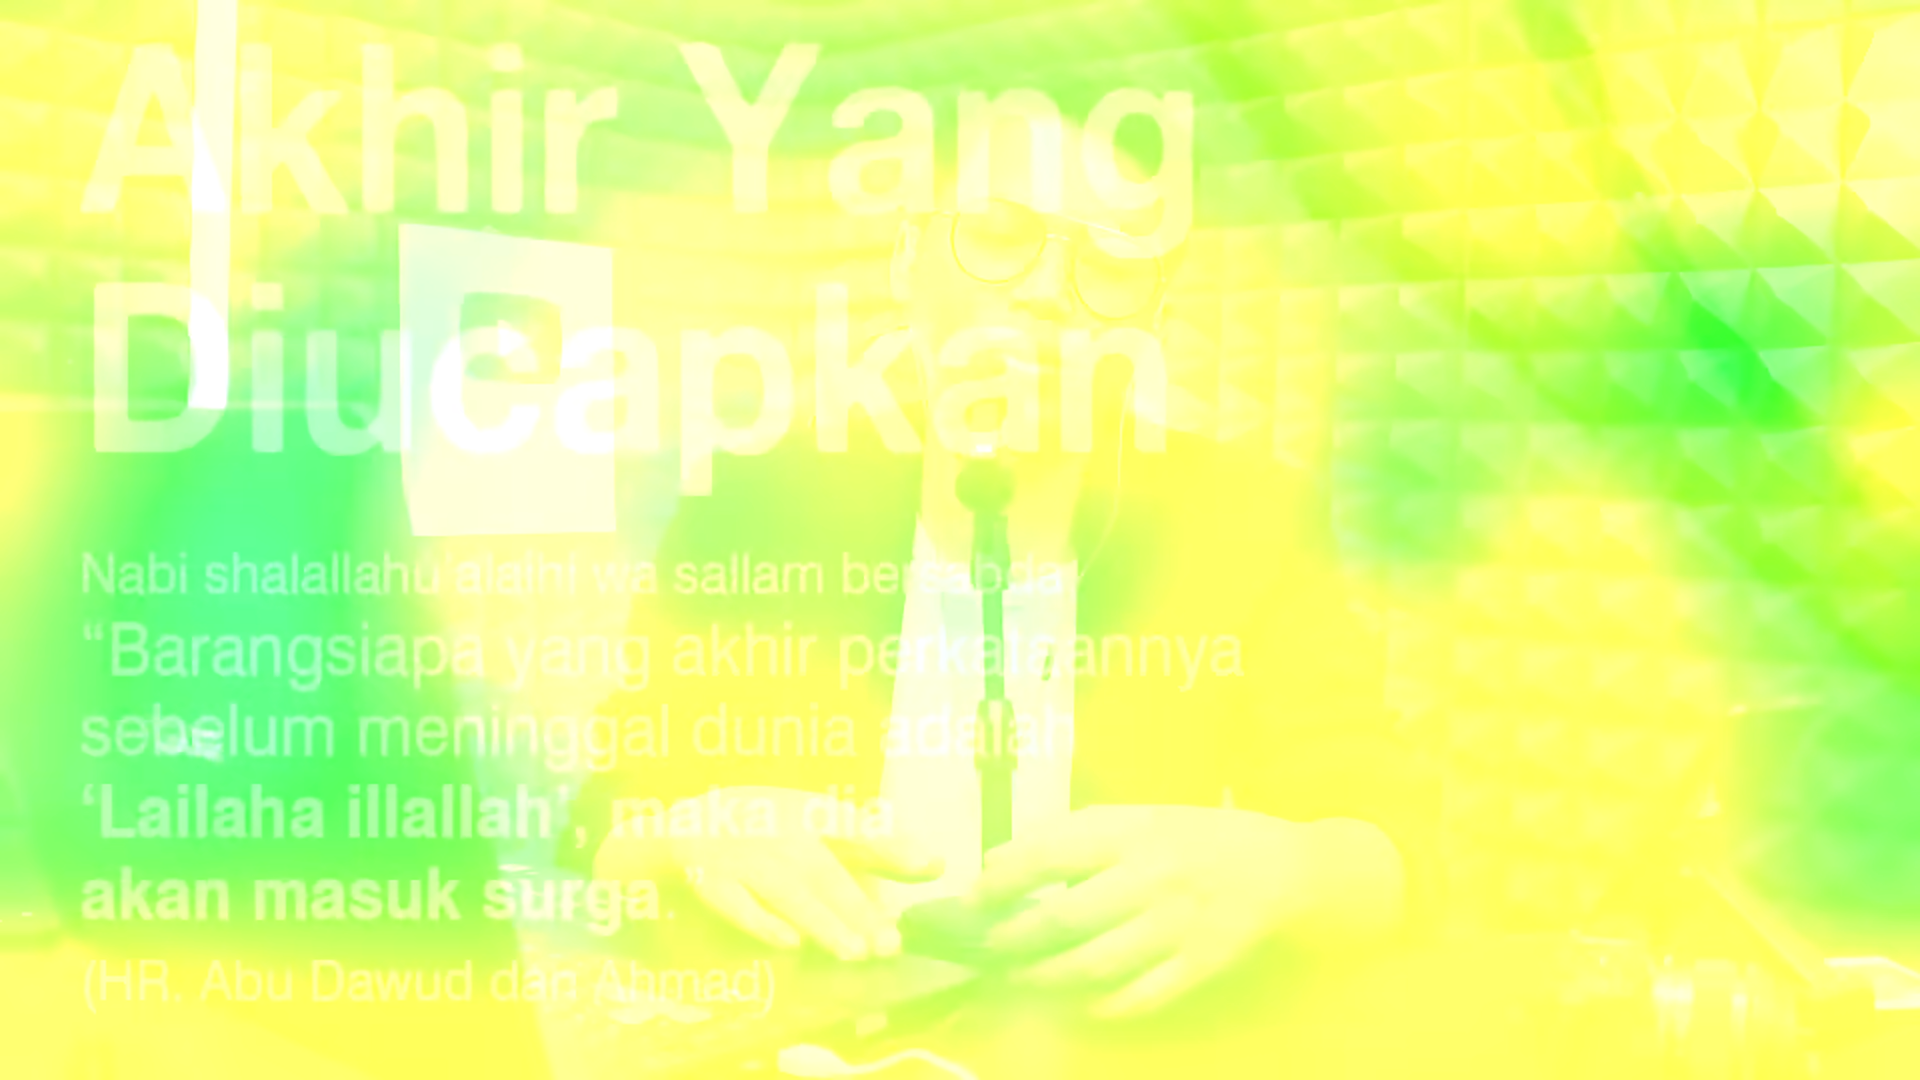 Akhir Yang
Diucapkan
Nabi shalallahu'alaihi wa sallam bersabda
“Barangsiapa yang akhir perkataannya
sebelum meninggal dunia adalah
‘Lailaha illallah’, maka dia
akan masuk surga.”
(HR. Abu Dawud dan Ahmad)